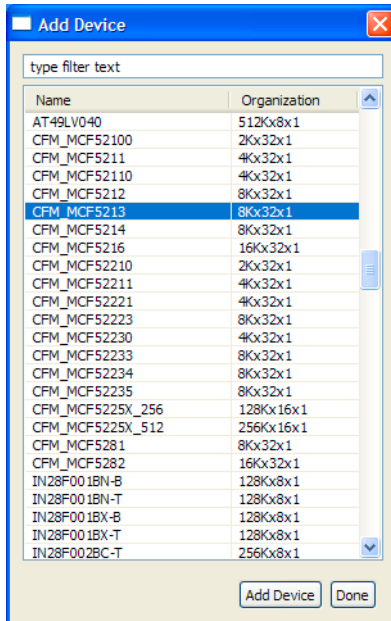 Add Device
type filter text
Name Organization
AT49LV040 512Kx8x1
CFM_MCF52100 2Kx32x1
CFM_MCF5211 4Kx32x1
CFM_MCF52110 4Kx32x1
CFM_MCF5212 8Kx32x1
CFM_MCF5213 8Kx32x1
CFM_MCF5214 8Kx32x1
CFM_MCF5216 16Kx32x1
CFM_MCF52210 2Kx32x1
CFM_MCF52211 4Kx32x1
CFM_MCF52221 4Kx32x1
CFM_MCF52223 8Kx32x1
CFM_MCF52230 4Kx32x1
CFM_MCF52233 8Kx32x1
CFM_MCF52234 8Kx32x1
CFM_MCF52235 8Kx32x1
CFM_MCF5225X_256 128Kx16x1
CFM_MCF5225X_512 256Kx16x1
CFM_MCF5281 8Kx32x1
CFM_MCF5282 16Kx32x1
IN28F001BN-B 128Kx8x1
IN28F001BN-T 128Kx8x1
IN28F001BX-B 128Kx8x1
IN28F001BX-T 128Kx8x1
IN28F002BC-T 256Kx8x1
Add Device Done